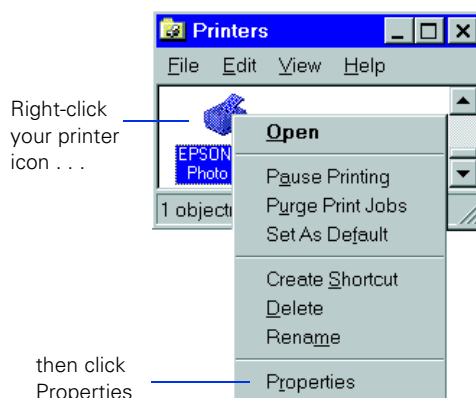 Printers
File Edit View Help
Right-click
your printer
icon . . .
EPSON
Photo
1 object
Open
Pause Printing
Purge Print Jobs
Set As Default
Create Shortcut
Delete
Rename
then click
Properties
Properties